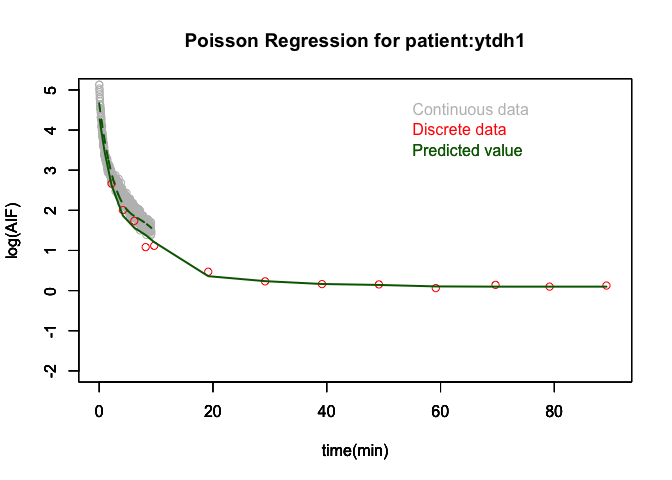 Poisson Regression for patient:ytdh1
Continuous data
Discrete data
Predicted value
log(AIF)
5
4
3
2
1
0
-1
-2
0 20 40 60 80
time(min)